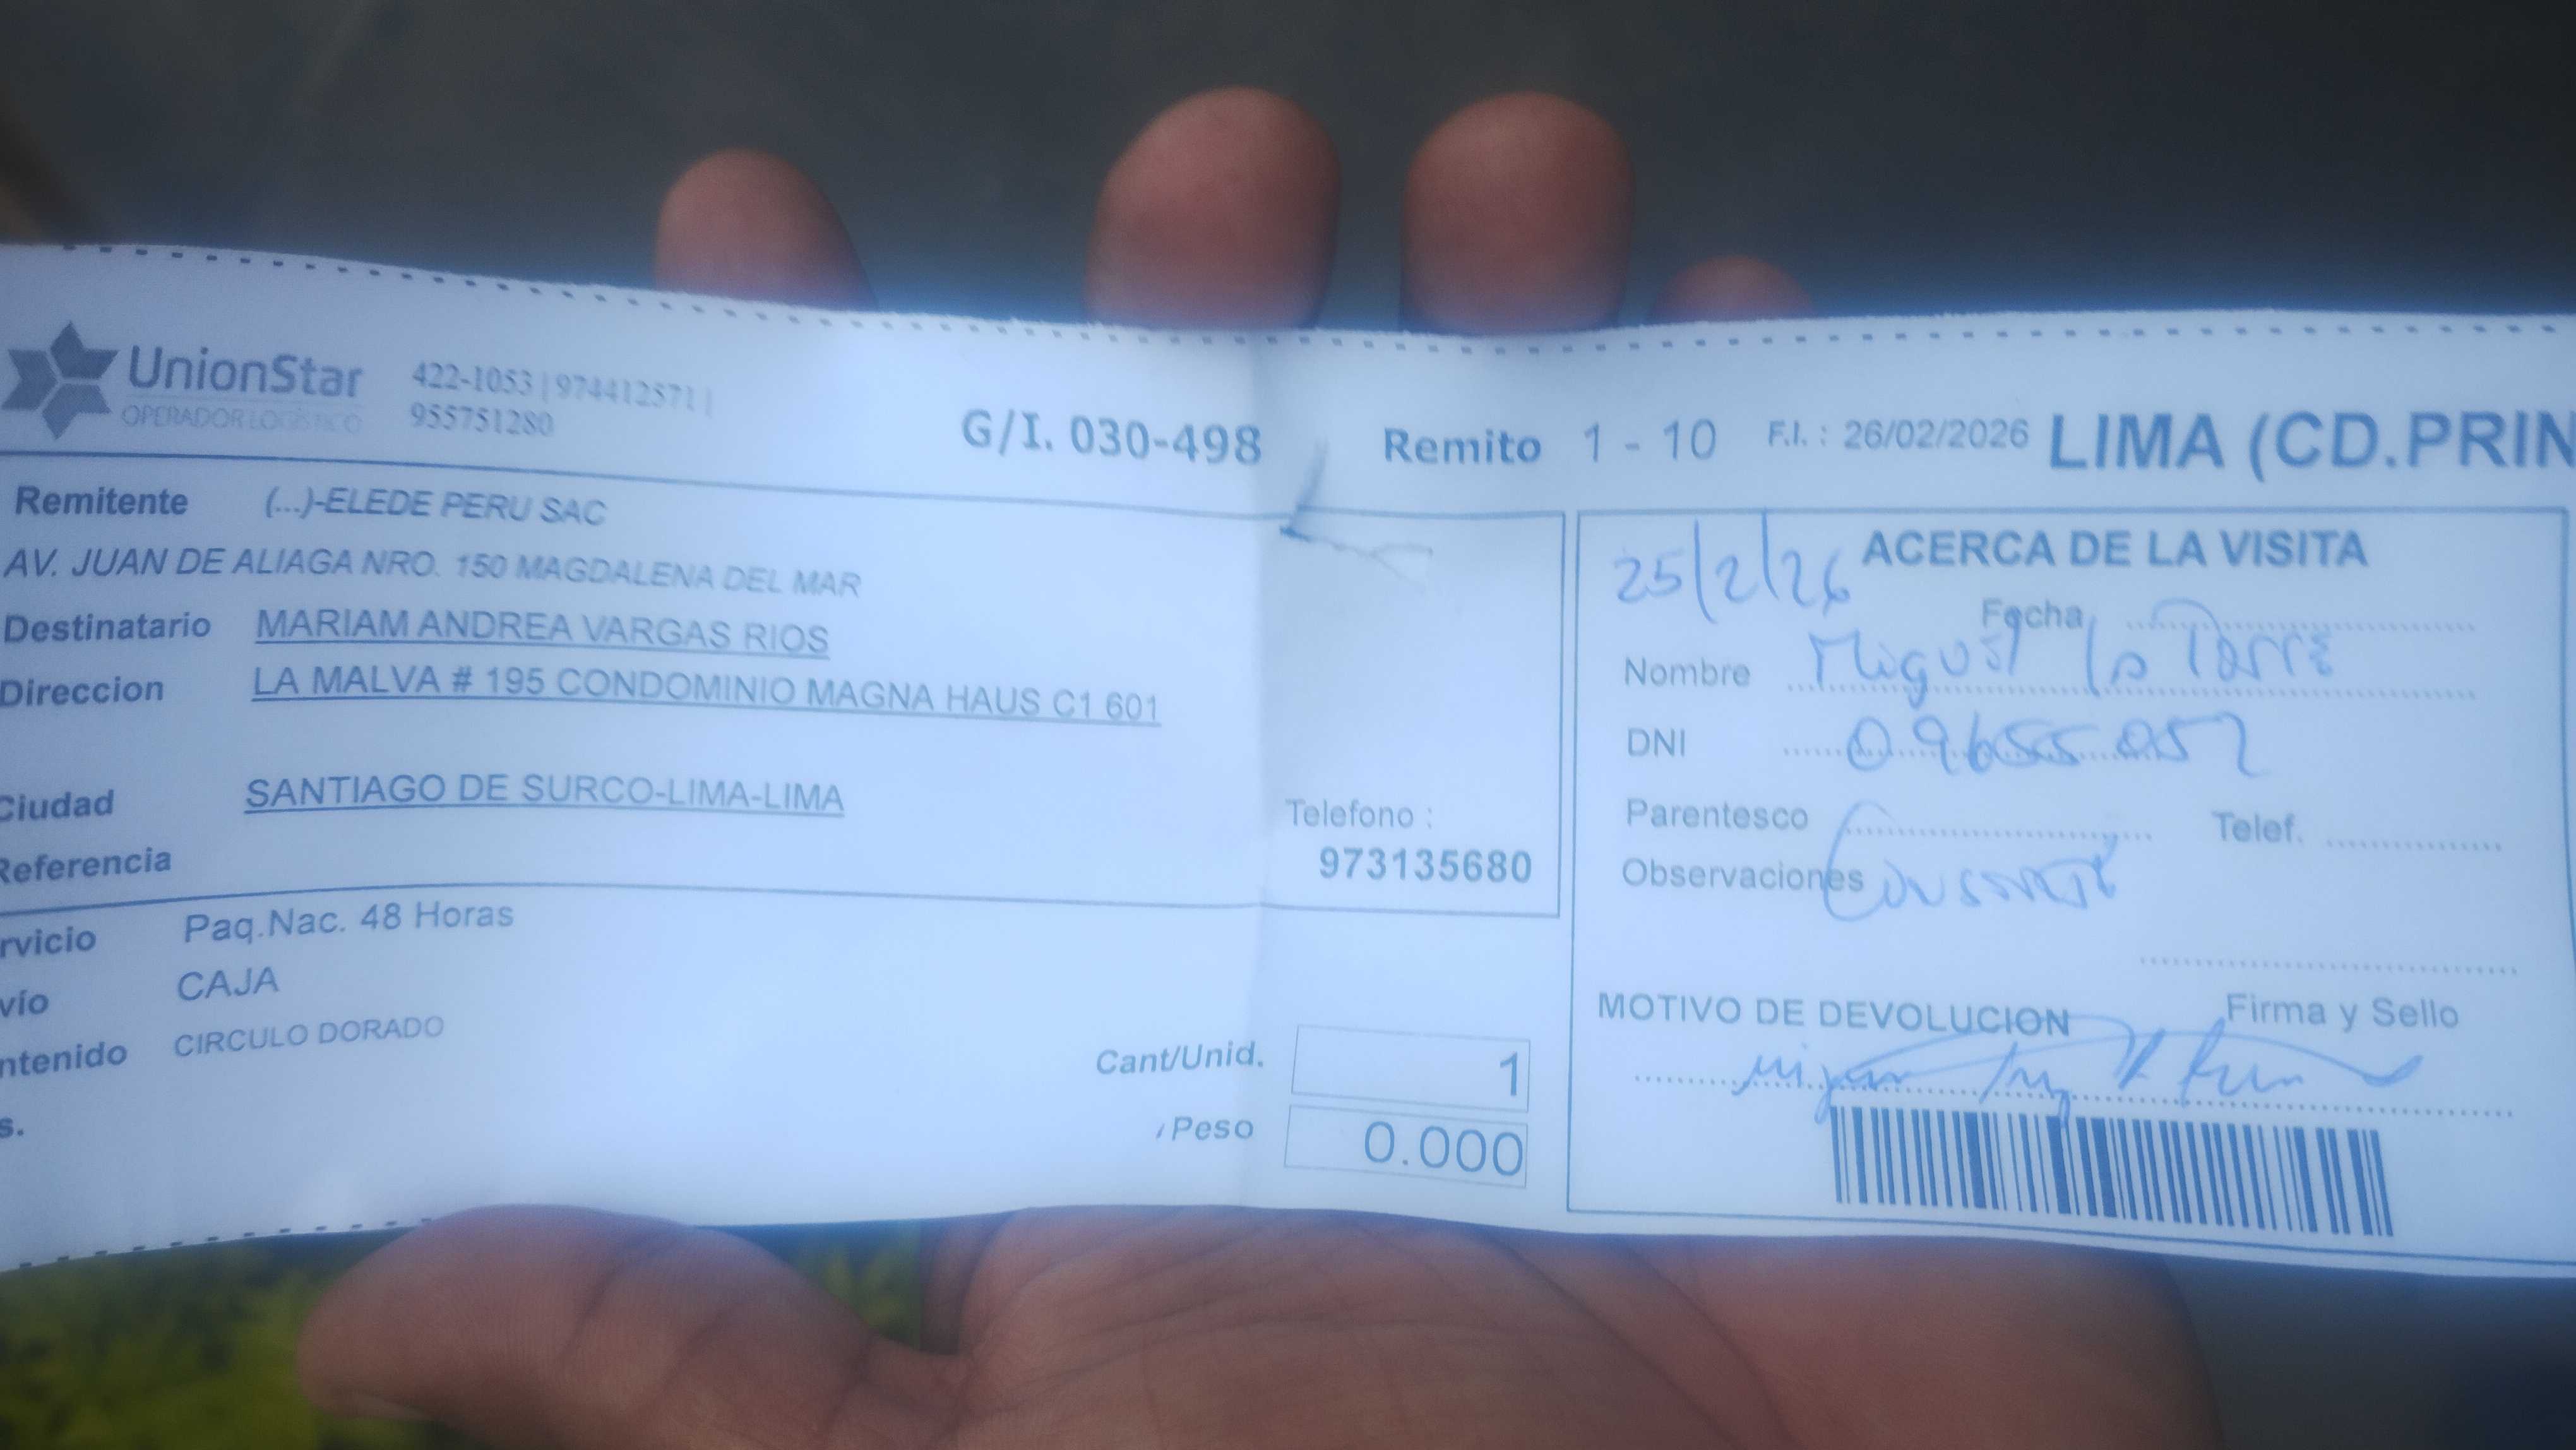 UnionStar
OPERADOR LOGÍSTICO
422-1053 | 974412571 |
955751280
G/I. 030-498
Remito 1 - 10
F.I. : 26/02/2026
LIMA (CD.PRIN
Remitente (...)-ELEDE PERU SAC
AV. JUAN DE ALIAGA NRO. 150 MAGDALENA DEL MAR
Destinatario MARIAM ANDREA VARGAS RIOS
Direccion LA MALVA # 195 CONDOMINIO MAGNA HAUS C1 601
Ciudad SANTIAGO DE SURCO-LIMA-LIMA
Referencia
Telefono :
973135680
rvicio Paq.Nac. 48 Horas
vío CAJA
ntenido CIRCULO DORADO
s.
Cant/Unid. 1
Peso 0.000
ACERCA DE LA VISITA
25/2/26
Fecha
Nombre Miguel la Torre
DNI 09655052
Parentesco
Telef.
Observaciones
Firma y Sello
MOTIVO DE DEVOLUCION